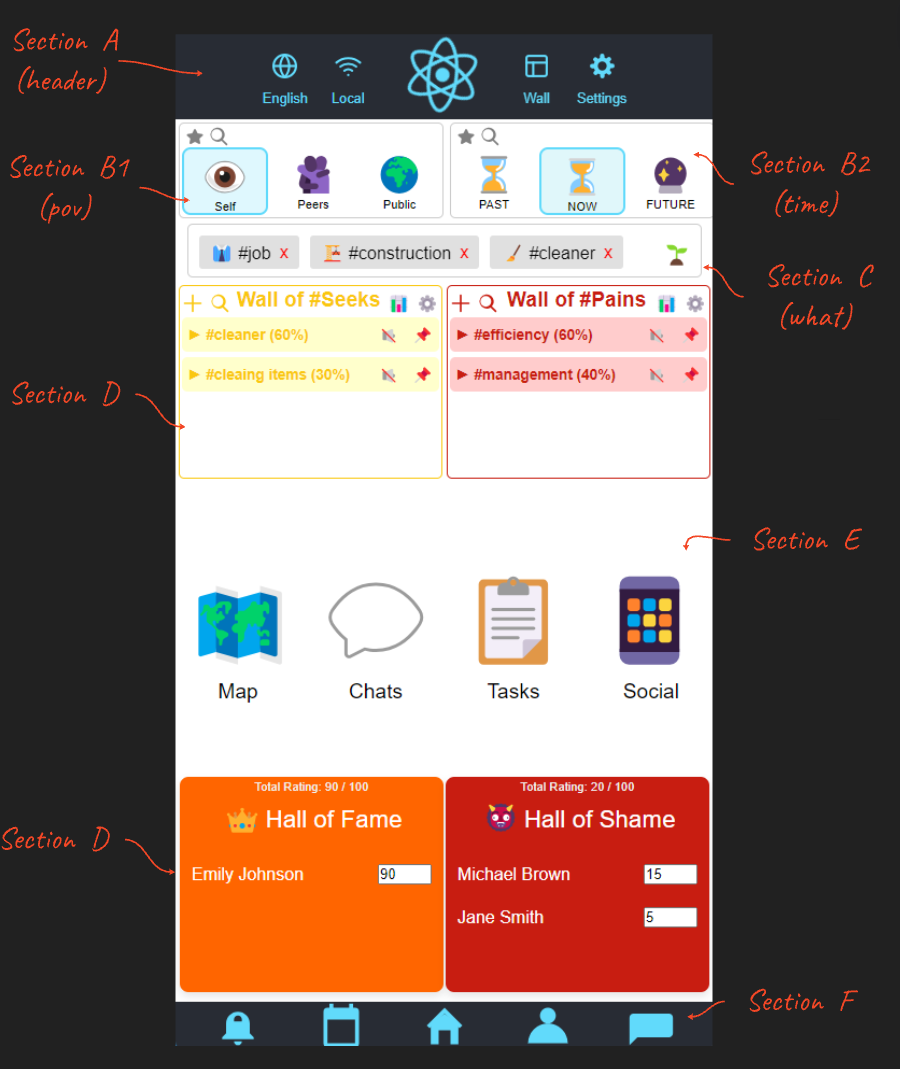 Section A
(header)
English
Local
Wall
Settings
Section B1
(pov)
Self
Peers
Public
PAST
NOW
FUTURE
Section B2
(time)
#job x
#construction x
#cleaner x
Section C
(what)
Wall of #Seeks
#cleaner (60%)
#cleaing items (30%)
Wall of #Pains
#efficiency (60%)
#management (40%)
Section D
Section E
Map
Chats
Tasks
Social
Total Rating: 90 / 100
Hall of Fame
Emily Johnson 90
Total Rating: 20 / 100
Hall of Shame
Michael Brown 15
Jane Smith 5
Section D
Section F